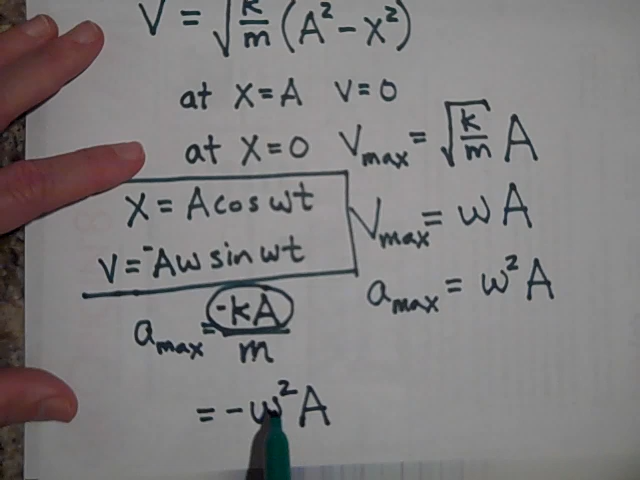 V = √k/m (A² − x²)
at x=A v=0
at x=0 Vmax = √k/m A
x = A cos ωt
Vmax = ωA
v = -Aω sin ωt
amax = ω²A
amax = -kA/m
= -ω²A